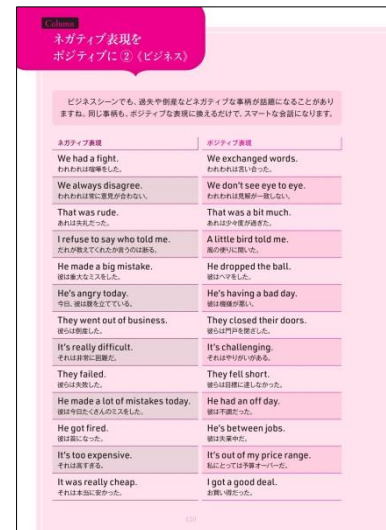 Column
ネガティブ表現を
ポジティブに②《ビジネス》
ビジネスシーンでも、過失や倒産などネガティブな事柄が話題になることがあり
ますね。同じ事柄も、ポジティブな表現に換えるだけで、スマートな会話になります。
ネガティブ表現
ポジティブ表現
We had a fight.
われわれは喧嘩をした。
We exchanged words.
われわれは言い合った。
We always disagree.
われわれは常に意見が合わない。
We don't see eye to eye.
われわれは見解が一致しない。
That was rude.
あれは失礼だった。
That was a bit much.
あれは少々度が過ぎた。
I refuse to say who told me.
だれが教えてくれたか言うのは断る。
A little bird told me.
風の便りに聞いた。
He made a big mistake.
彼は重大なミスをした。
He dropped the ball.
彼はヘマをした。
He's angry today.
今日、彼は腹を立てている。
He's having a bad day.
彼は機嫌が悪い。
They went out of business.
彼らは倒産した。
They closed their doors.
彼らは門戸を閉ざした。
It's really difficult.
それは非常に困難だ。
It's challenging.
それはやりがいがある。
They failed.
彼らは失敗した。
They fell short.
彼らは目標に達しなかった。
He made a lot of mistakes today.
彼は今日たくさんのミスをした。
He had an off day.
彼は不調だった。
He got fired.
彼は首になった。
He's between jobs.
彼は失業中だ。
It's too expensive.
それは高すぎる。
It's out of my price range.
私にとっては予算オーバーだ。
It was really cheap.
それは本当に安かった。
I got a good deal.
お買い得だった。